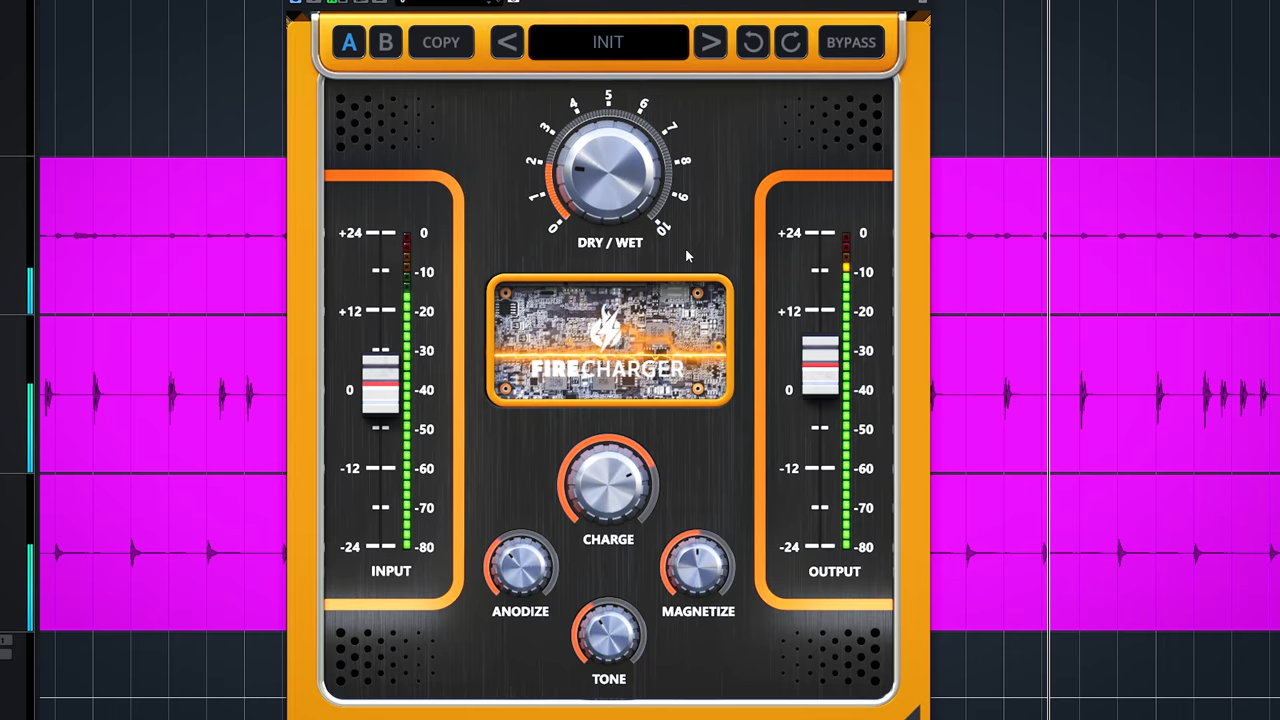 A B COPY < INIT > BYPASS
0 1 2 3 4 5 6 7 8 9 10
DRY / WET
+24 0
-10
+12 -20
-30
0 -40
-50
-12 -60
-70
-24 -80
INPUT
FIRECHARGER
CHARGE
ANODIZE
MAGNETIZE
TONE
+24 0
-10
+12 -20
-30
0 -40
-50
-12 -60
-70
-24 -80
OUTPUT